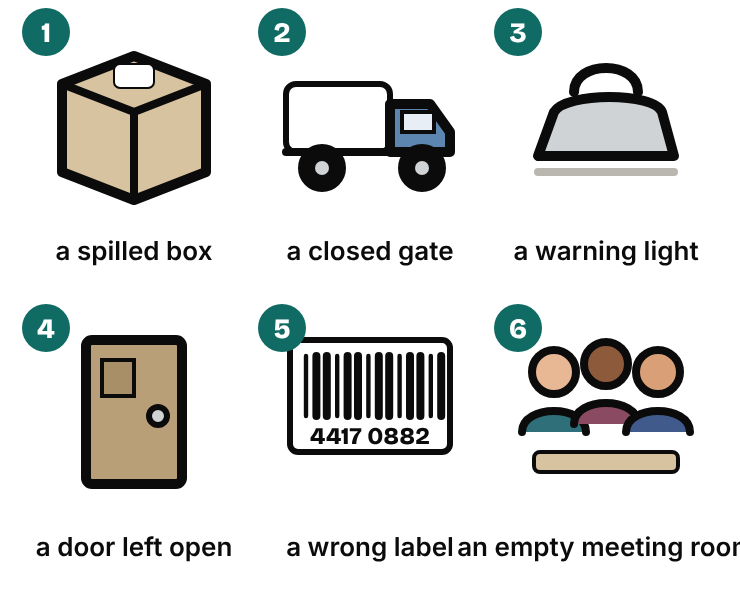 1
2
3
a spilled box
a closed gate
a warning light
4
5
6
4417 0882
a door left open
a wrong label
an empty meeting